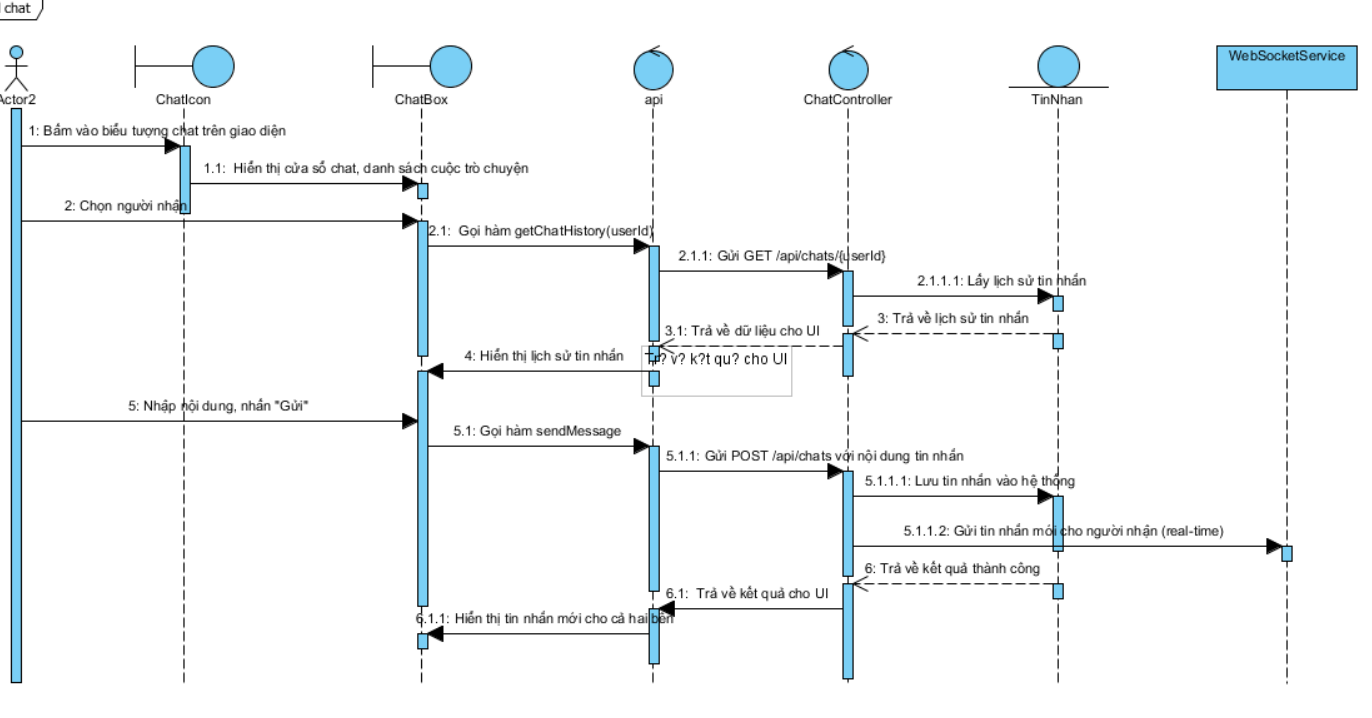 chat
Actor2
ChatIcon
ChatBox
api
ChatController
TinNhan
WebSocketService
1: Bấm vào biểu tượng chat trên giao diện
1.1: Hiển thị cửa sổ chat, danh sách cuộc trò chuyện
2: Chọn người nhận
2.1: Gọi hàm getChatHistory(userId)
2.1.1: Gửi GET /api/chats/{userId}
2.1.1.1: Lấy lịch sử tin nhắn
3: Trả về lịch sử tin nhắn
3.1: Trả về dữ liệu cho UI
4: Hiển thị lịch sử tin nhắn
Tr? v? k?t qu? cho UI
5: Nhập nội dung, nhấn "Gửi"
5.1: Gọi hàm sendMessage
5.1.1: Gửi POST /api/chats với nội dung tin nhắn
5.1.1.1: Lưu tin nhắn vào hệ thống
5.1.1.2: Gửi tin nhắn mới cho người nhận (real-time)
6: Trả về kết quả thành công
6.1: Trả về kết quả cho UI
6.1.1: Hiển thị tin nhắn mới cho cả hai bên